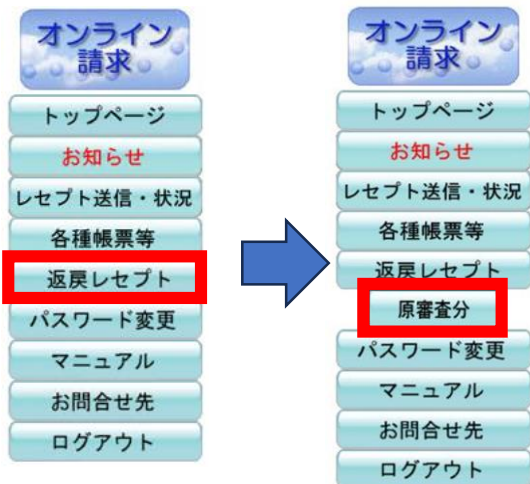 オンライン
請求
トップページ
お知らせ
レセプト送信・状況
各種帳票等
返戻レセプト
パスワード変更
マニュアル
お問合せ先
ログアウト
オンライン
請求
トップページ
お知らせ
レセプト送信・状況
各種帳票等
返戻レセプト
原審査分
パスワード変更
マニュアル
お問合せ先
ログアウト